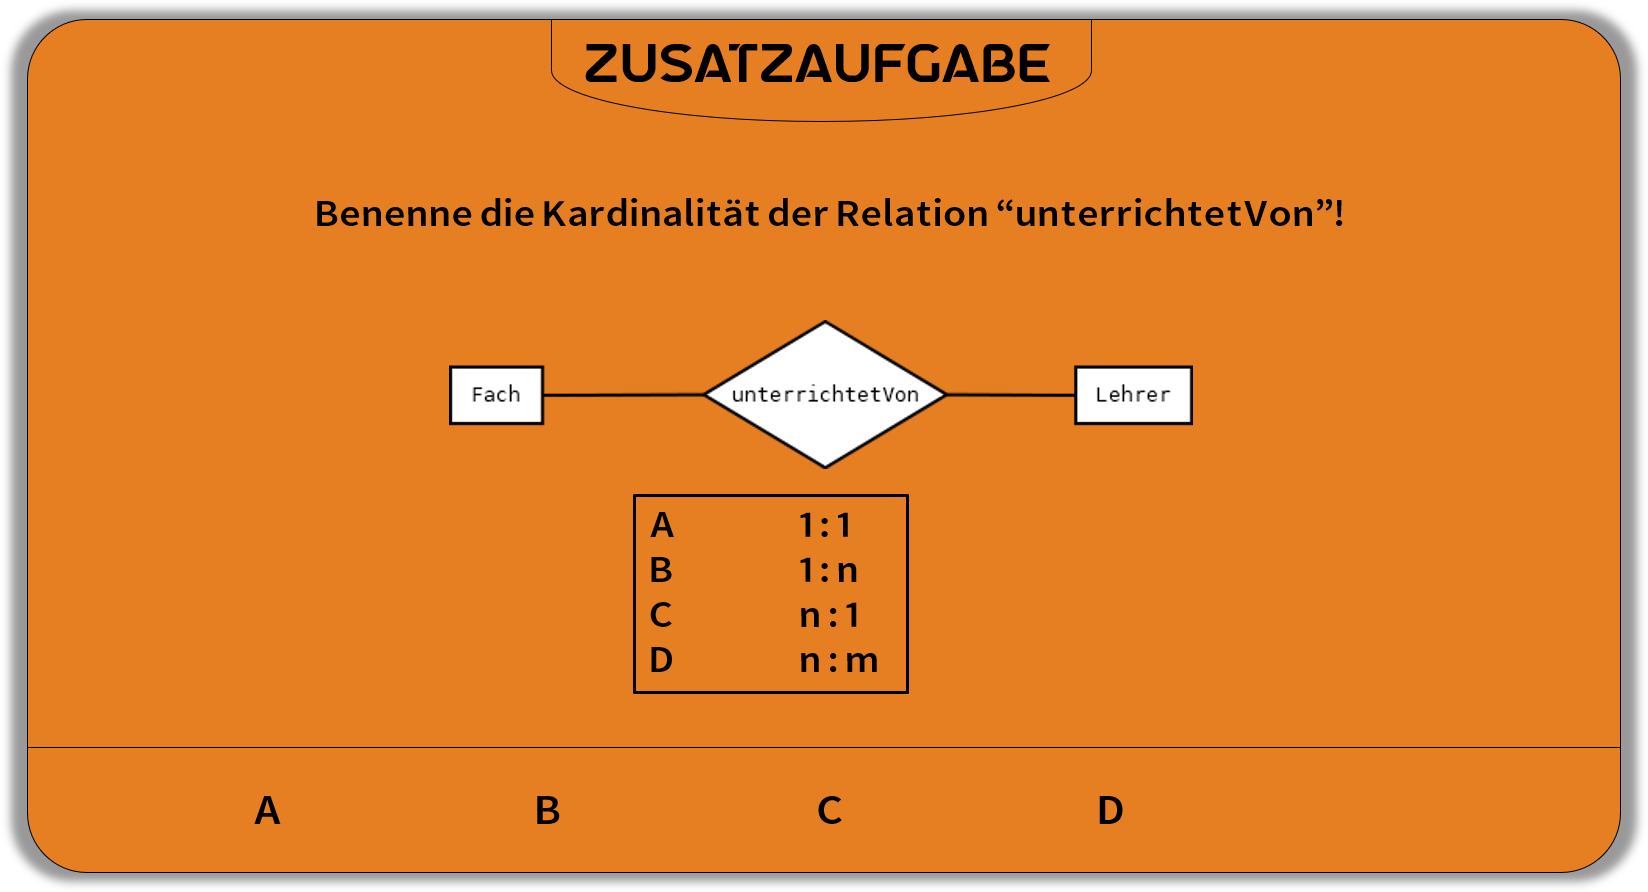 ZUSATZAUFGABE
Benenne die Kardinalität der Relation “unterrichtetVon”!
Fach unterrichtetVon Lehrer
A 1:1
B 1:n
C n:1
D n:m
A B C D